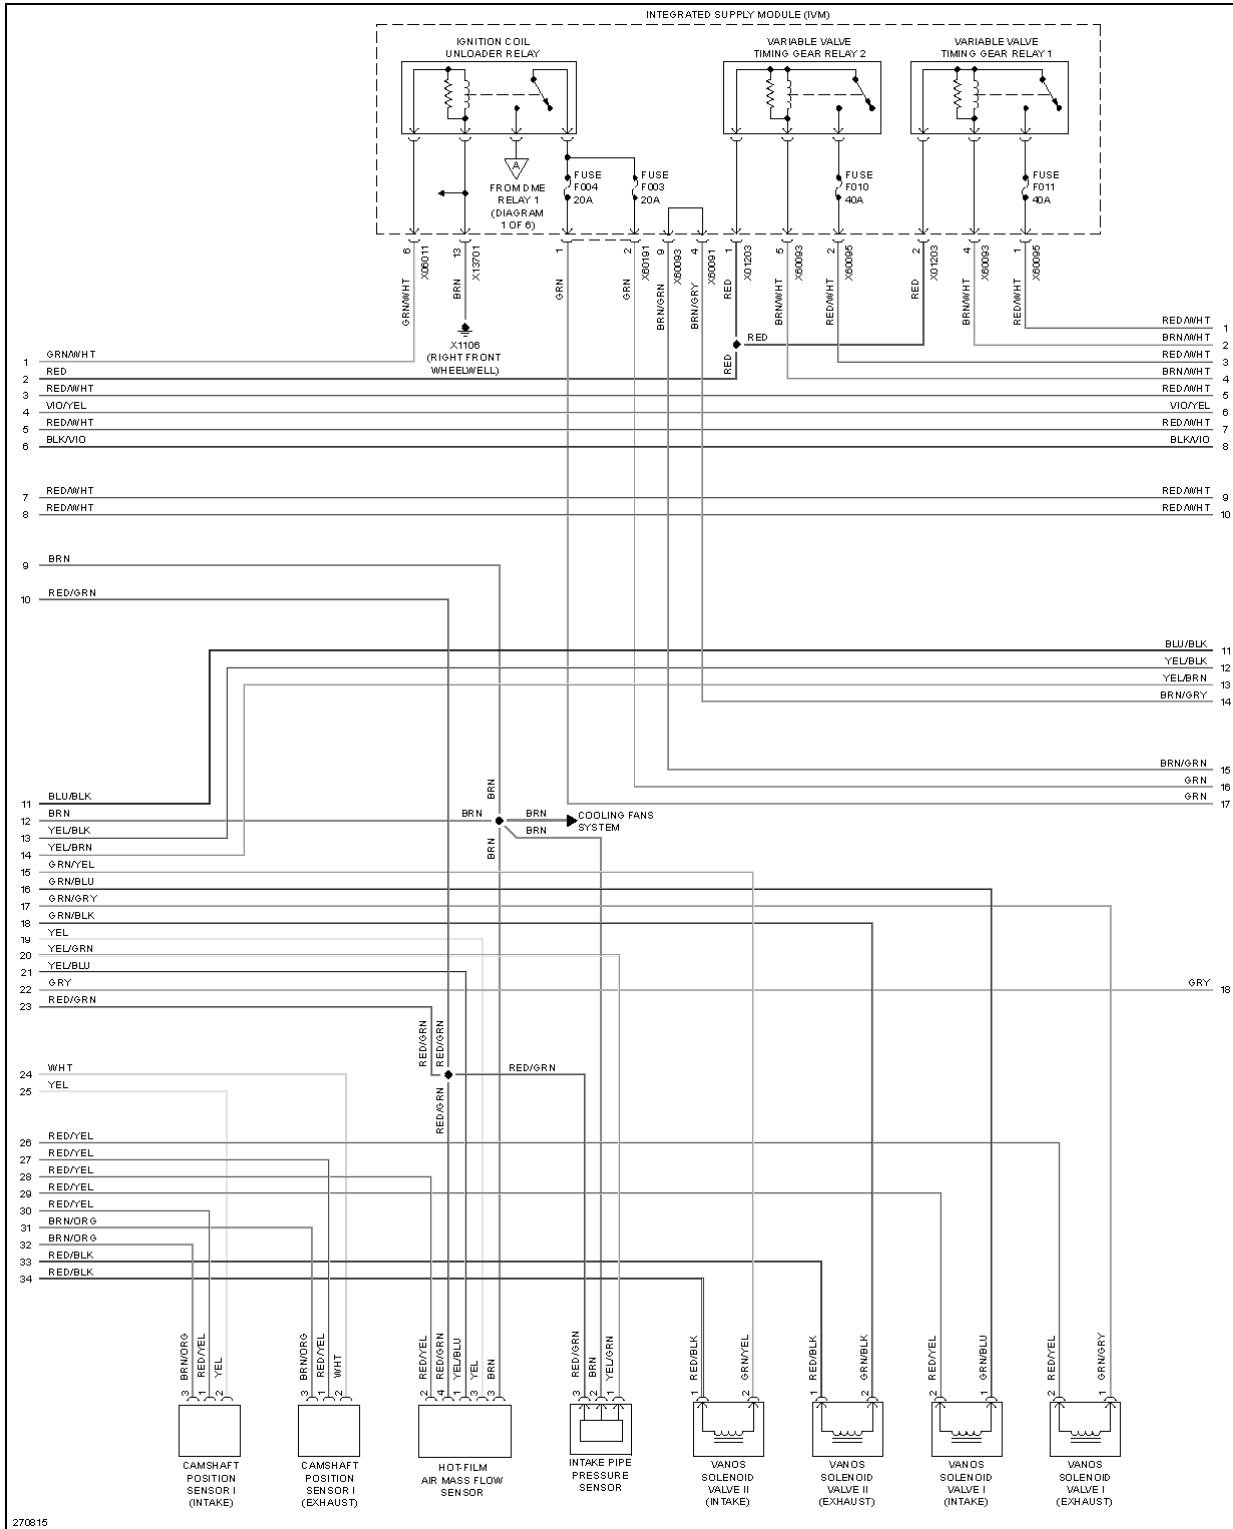 INTEGRATED SUPPLY MODULE (IVM)
IGNITION COIL
UNLOADER RELAY
VARIABLE VALVE
TIMING GEAR RELAY 2
VARIABLE VALVE
TIMING GEAR RELAY 1
A
FROM DME
RELAY 1
(DIAGRAM
1 OF 6)
FUSE
F004
20A
FUSE
F003
20A
FUSE
F010
40A
FUSE
F011
40A
6
X06011
13
X13701
1
2
X60191
9
X60093
4
X60091
1
X01203
5
X60093
2
X60095
2
X01203
4
X60093
1
X60095
GRN/WHT
BRN
GRN
GRN
BRN/GRN
BRN/GRY
RED
BRN/WHT
RED/WHT
RED
BRN/WHT
RED/WHT
X1106
(RIGHT FRONT
WHEELWELL)
RED
RED
1 GRN/WHT
2 RED
3 RED/WHT
4 VIO/YEL
5 RED/WHT
6 BLK/VIO
7 RED/WHT
8 RED/WHT
9 BRN
10 RED/GRN
RED/WHT 1
BRN/WHT 2
RED/WHT 3
BRN/WHT 4
RED/WHT 5
VIO/YEL 6
RED/WHT 7
BLK/VIO 8
RED/WHT 9
RED/WHT 10
BLU/BLK 11
YEL/BLK 12
YEL/BRN 13
BRN/GRY 14
BRN/GRN 15
GRN 16
GRN 17
11 BLU/BLK
12 BRN
13 YEL/BLK
14 YEL/BRN
15 GRN/YEL
16 GRN/BLU
17 GRN/GRY
18 GRN/BLK
19 YEL
20 YEL/GRN
21 YEL/BLU
22 GRY
23 RED/GRN
GRY 18
BRN
BRN
BRN
BRN
BRN
COOLING FANS
SYSTEM
RED/GRN
RED/GRN
RED/GRN
RED/GRN
24 WHT
25 YEL
26 RED/YEL
27 RED/YEL
28 RED/YEL
29 RED/YEL
30 RED/YEL
31 BRN/ORG
32 BRN/ORG
33 RED/BLK
34 RED/BLK
3 BRN/ORG
1 RED/YEL
2 YEL
3 BRN/ORG
1 RED/YEL
2 WHT
2 RED/YEL
4 RED/GRN
1 YEL/BLU
3 YEL
3 BRN
3 RED/GRN
2 BRN
1 YEL/GRN
1 RED/BLK
2 GRN/YEL
1 RED/BLK
2 GRN/BLK
2 RED/YEL
1 GRN/BLU
2 RED/YEL
1 GRN/GRY
CAMSHAFT
POSITION
SENSOR I
(INTAKE)
CAMSHAFT
POSITION
SENSOR I
(EXHAUST)
HOT-FILM
AIR MASS FLOW
SENSOR
INTAKE PIPE
PRESSURE
SENSOR
VANOS
SOLENOID
VALVE II
(INTAKE)
VANOS
SOLENOID
VALVE II
(EXHAUST)
VANOS
SOLENOID
VALVE I
(INTAKE)
VANOS
SOLENOID
VALVE I
(EXHAUST)
270815